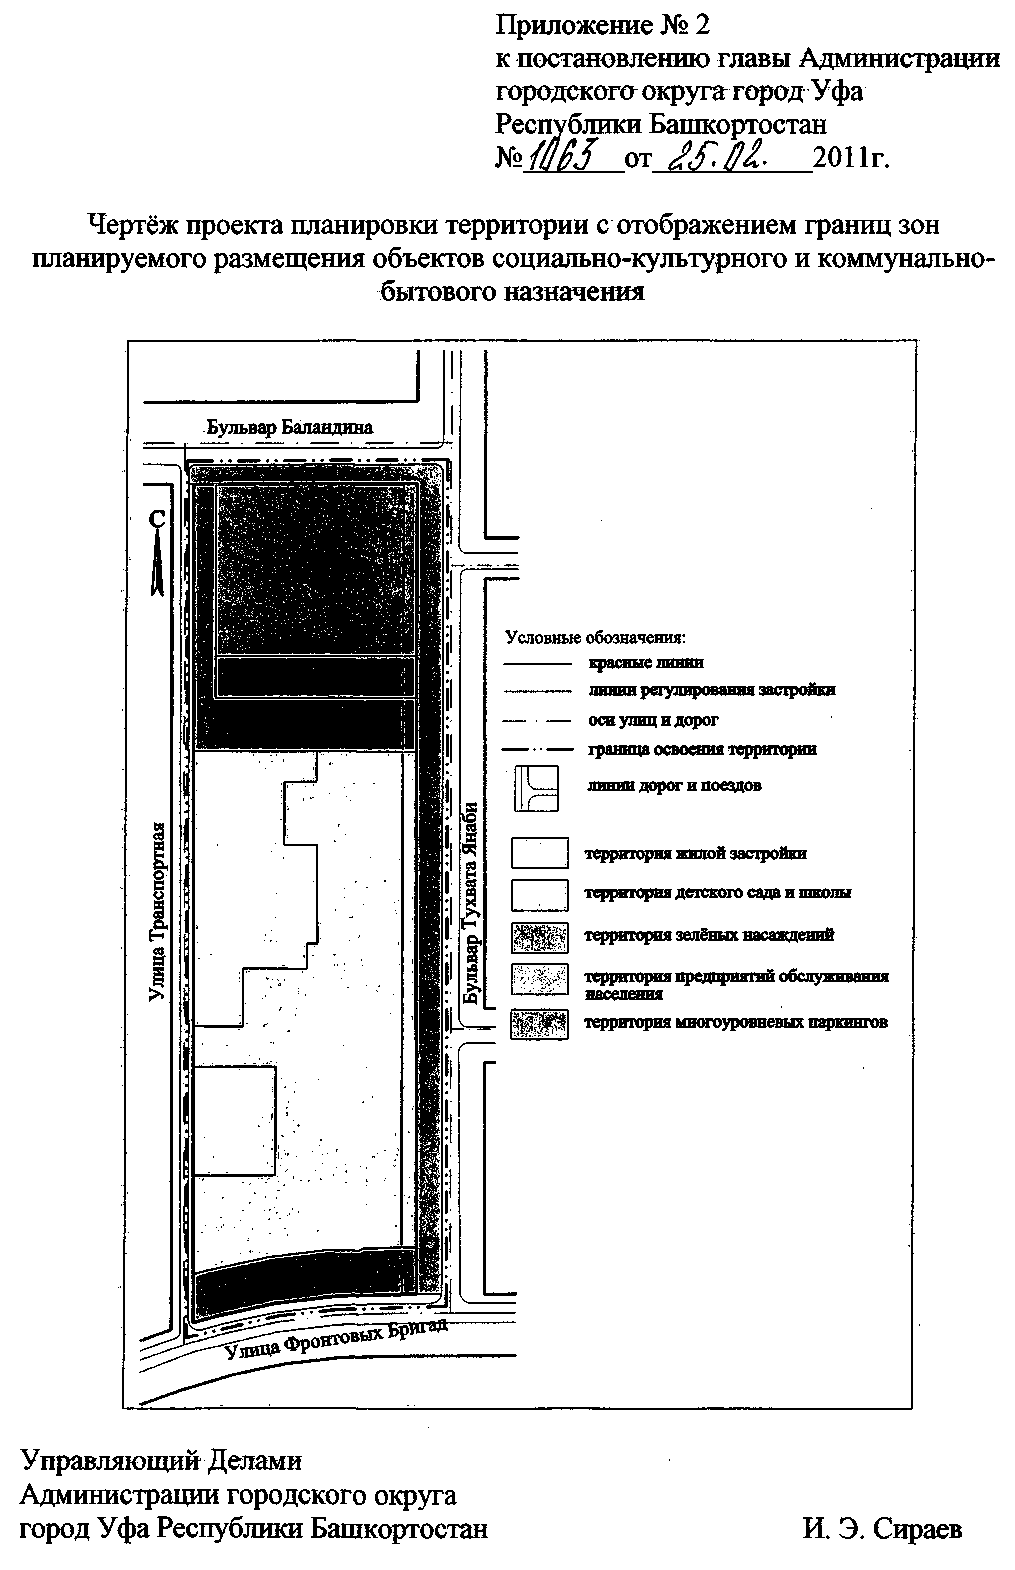 Приложение № 2
к постановлению главы Администрации
городского округа город Уфа
Республики Башкортостан
№ 1063 от 25.02. 2011г.
Чертёж проекта планировки территории с отображением границ зон
планируемого размещения объектов социально-культурного и коммунально-
бытового назначения
Бульвар Баландина
С
Улица Транспортная
Бульвар Тухвата Янаби
Улица Фронтовых Бригад
Условные обозначения:
красные линии
линии регулирования застройки
оси улиц и дорог
граница освоения территории
линии дорог и поездов
территория жилой застройки
территория детского сада и школы
территория зелёных насаждений
территория предприятий обслуживания
населения
территория многоуровневых паркингов
Управляющий Делами
Администрации городского округа
город Уфа Республики Башкортостан
И. Э. Сираев